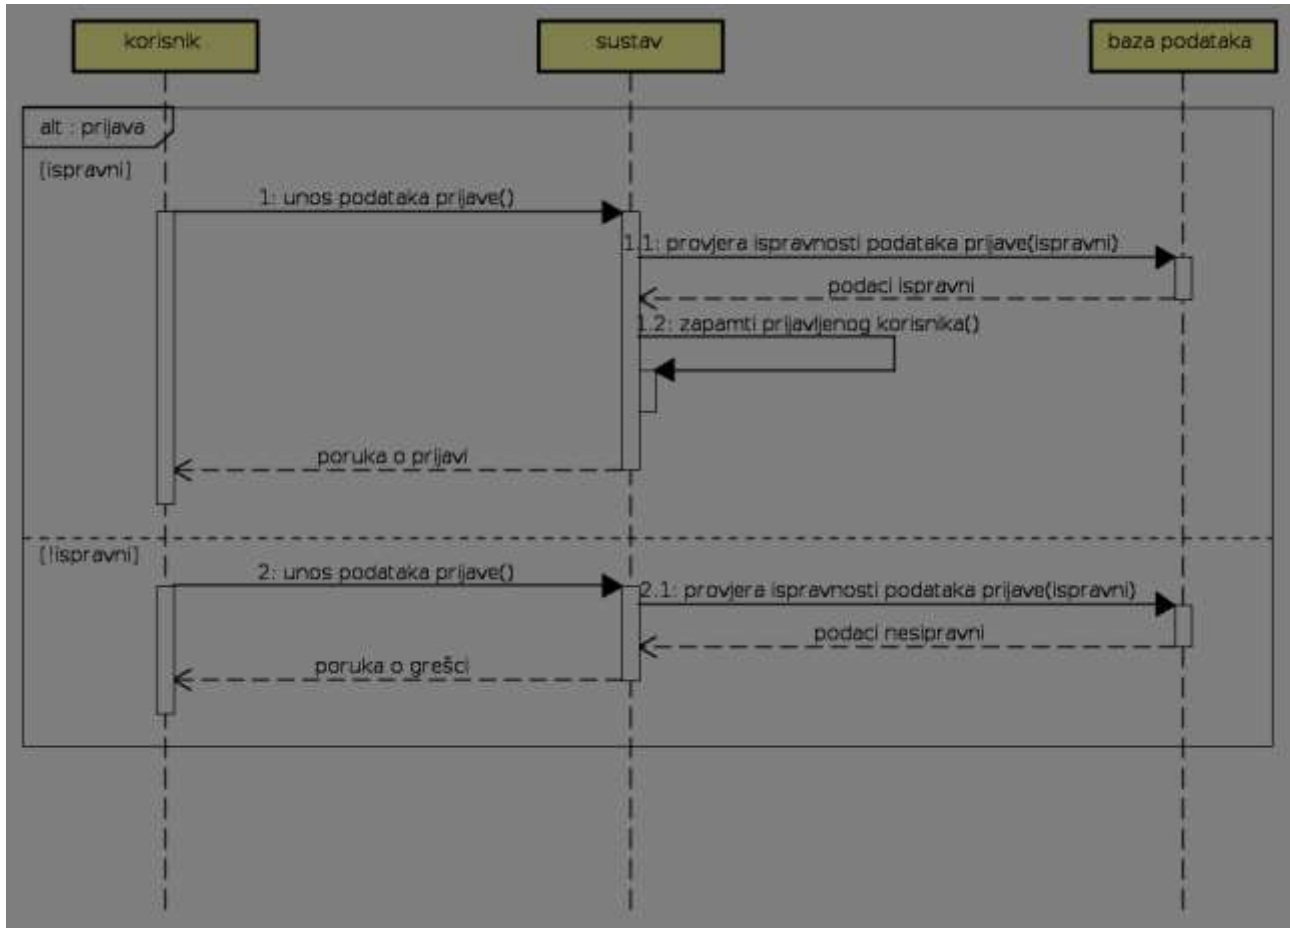 korisnik
sustav
baza podataka
alt : prijava
[ispravni]
1: unos podataka prijave()
1.1: provjera ispravnosti podataka prijave(ispravni)
podaci ispravni
1.2: zapamti prijavljenog korisnika()
poruka o prijavi
[!ispravni]
2: unos podataka prijave()
2.1: provjera ispravnosti podataka prijave(ispravni)
podaci nesipravni
poruka o grešci